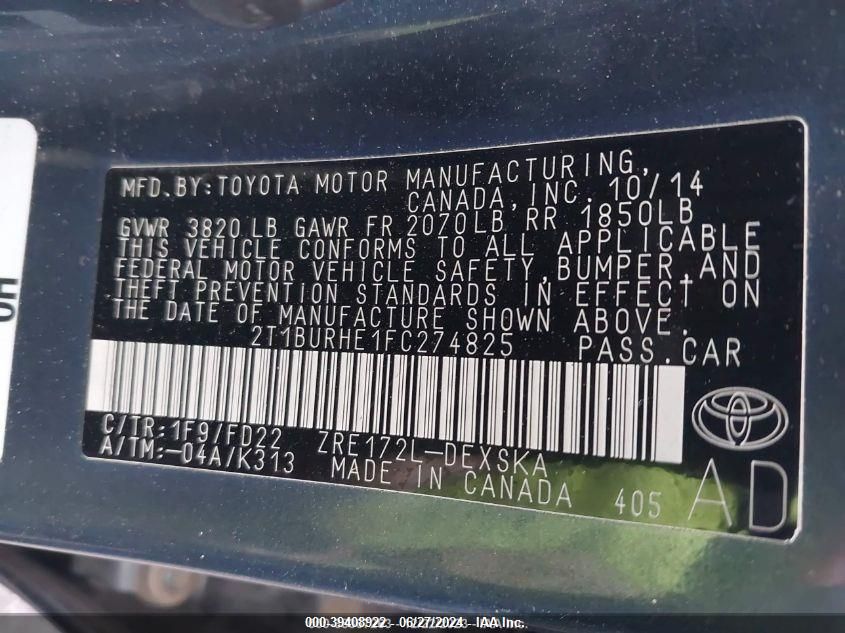 MFD.BY:TOYOTA MOTOR MANUFACTURING,
CANADA,INC. 10/14
GVWR 3820 LB GAWR FR 2070LB RR 1850LB
THIS VEHICLE CONFORMS TO ALL APPLICABLE
FEDERAL MOTOR VEHICLE SAFETY,BUMPER,AND
THEFT PREVENTION STANDARDS IN EFFECT ON
THE DATE OF MANUFACTURE SHOWN ABOVE.
2T1BURHE1FC274825 PASS.CAR
C/TR:1F9/FD22 ZRE172L-DEXSKA
A/TM:-04A/K313 MADE IN CANADA 405
AD
000-39408922 - 06/27/2024 - IAA Inc.